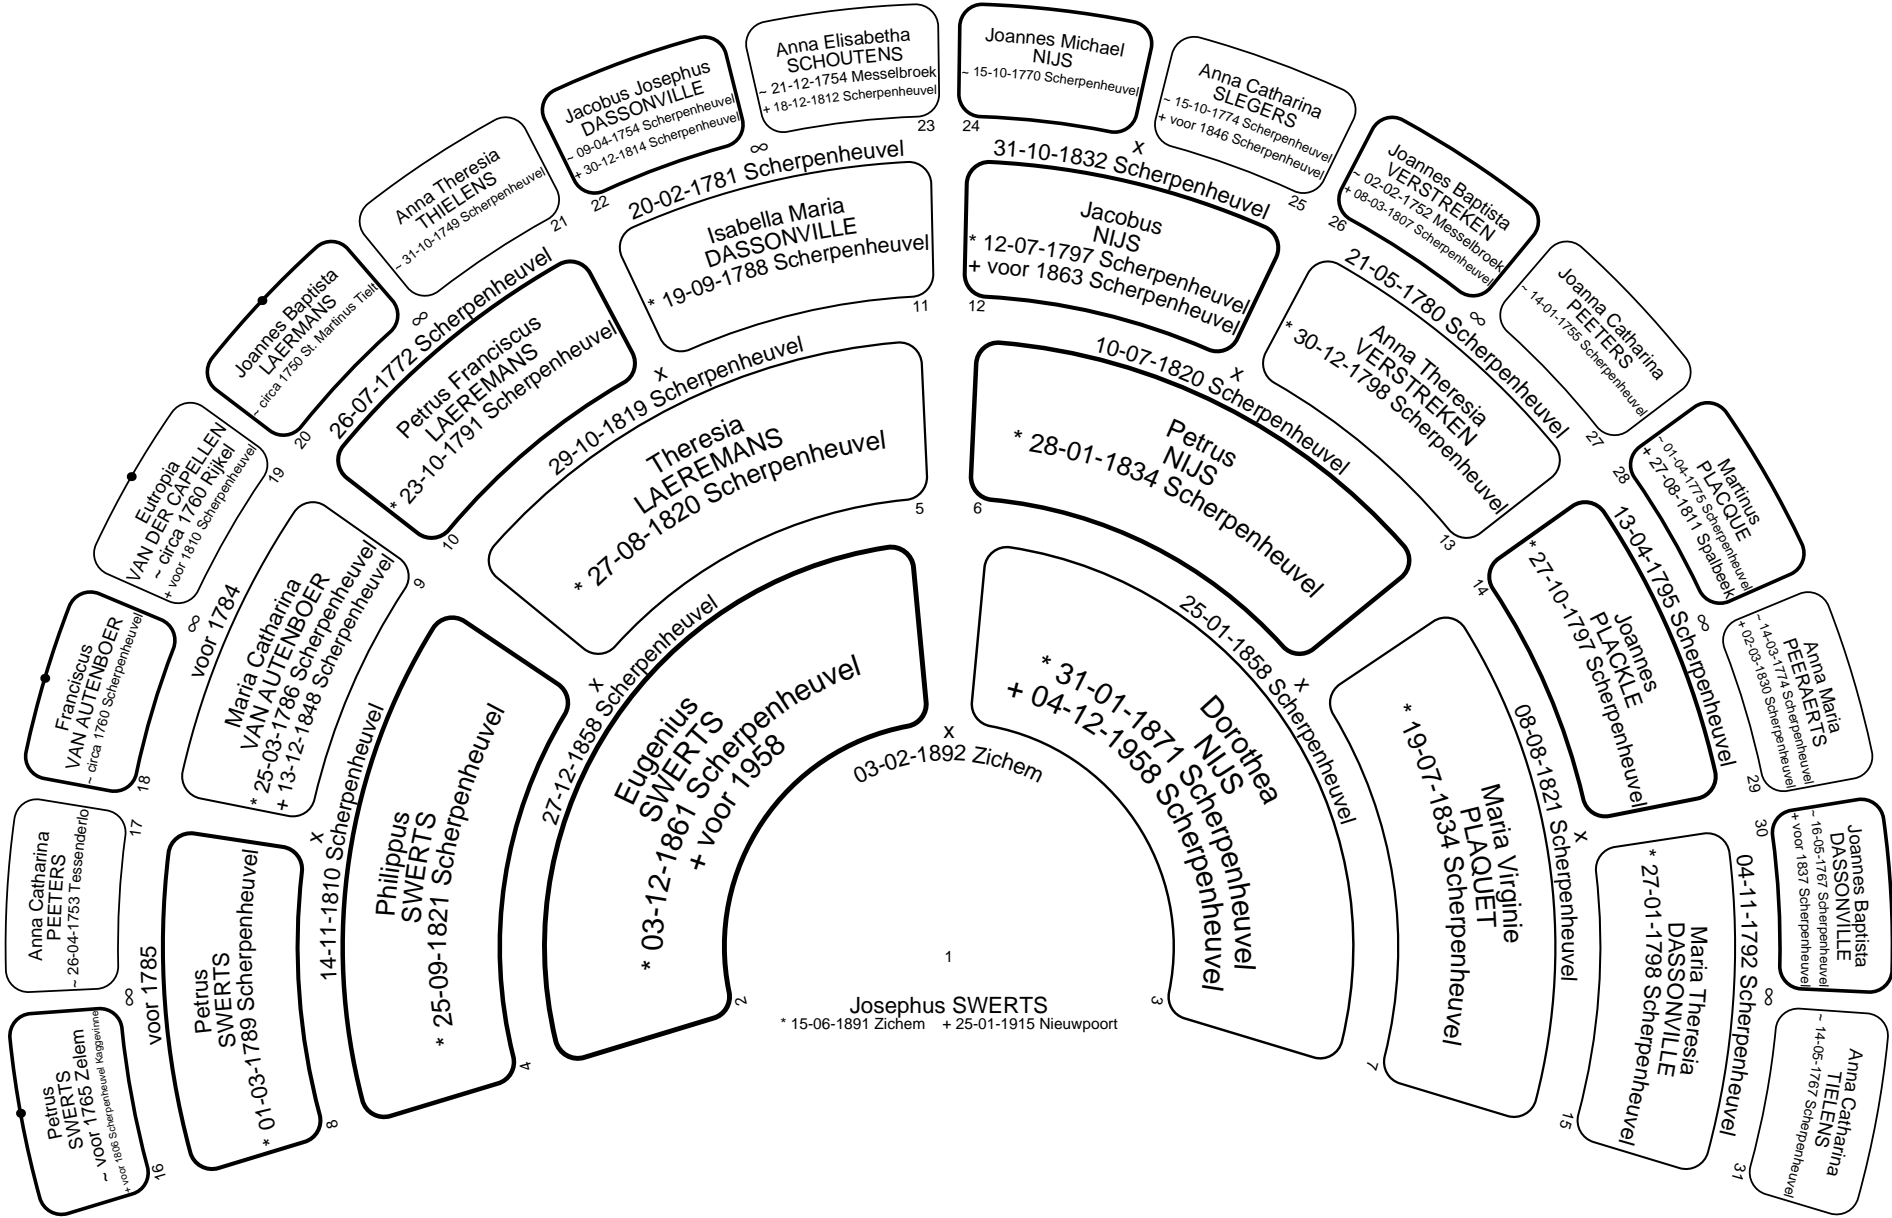 1
Josephus SWERTS
* 15-06-1891 Zichem + 25-01-1915 Nieuwpoort
2
Eugenius
SWERTS
* 03-12-1861 Scherpenheuvel
+ voor 1958
x
03-02-1892 Zichem
3
Dorothea
NIJS
* 31-01-1871 Scherpenheuvel
+ 04-12-1958 Scherpenheuvel
4
Philippus
SWERTS
* 25-09-1821 Scherpenheuvel
x
27-12-1858 Scherpenheuvel
5
Theresia
LAEREMANS
* 27-08-1820 Scherpenheuvel
6
Petrus
NIJS
* 28-01-1834 Scherpenheuvel
x
25-01-1858 Scherpenheuvel
7
Maria Virginie
PLAQUET
* 19-07-1834 Scherpenheuvel
8
Petrus
SWERTS
* 01-03-1789 Scherpenheuvel
x
14-11-1810 Scherpenheuvel
9
Maria Catharina
VAN AUTENBOER
* 25-03-1786 Scherpenheuvel
+ 13-12-1848 Scherpenheuvel
10
Petrus Franciscus
LAEREMANS
* 23-10-1791 Scherpenheuvel
x
29-10-1819 Scherpenheuvel
11
Isabella Maria
DASSONVILLE
* 19-09-1788 Scherpenheuvel
12
Jacobus
NIJS
* 12-07-1797 Scherpenheuvel
+ voor 1863 Scherpenheuvel
x
10-07-1820 Scherpenheuvel
13
Anna Theresia
VERSTREKEN
* 30-12-1798 Scherpenheuvel
14
Joannes
PLACKLE
* 27-10-1797 Scherpenheuvel
x
08-08-1821 Scherpenheuvel
15
Maria Theresia
DASSONVILLE
* 27-01-1798 Scherpenheuvel
16
Petrus
SWERTS
~ voor 1765 Zelem
+ voor 1806 Scherpenheuvel Kaggevinne
∞
voor 1785
17
Anna Catharina
PEETERS
~ 26-04-1753 Tessenderlo
18
Franciscus
VAN AUTENBOER
~ circa 1760 Scherpenheuvel
∞
voor 1784
19
Eutropia
VAN DER CAPELLEN
~ circa 1760 Rijkel
+ voor 1810 Scherpenheuvel
20
Joannes Baptista
LAERMANS
~ circa 1750 St. Martinus Tielt
∞
26-07-1772 Scherpenheuvel
21
Anna Theresia
THIELENS
~ 31-10-1749 Scherpenheuvel
22
Jacobus Josephus
DASSONVILLE
~ 09-04-1754 Scherpenheuvel
+ 30-12-1814 Scherpenheuvel
∞
20-02-1781 Scherpenheuvel
23
Anna Elisabetha
SCHOUTENS
~ 21-12-1754 Messelbroek
+ 18-12-1812 Scherpenheuvel
24
Joannes Michael
NIJS
~ 15-10-1770 Scherpenheuvel
x
31-10-1832 Scherpenheuvel
25
Anna Catharina
SLEGERS
~ 15-10-1774 Scherpenheuvel
+ voor 1846 Scherpenheuvel
26
Joannes Baptista
VERSTREKEN
~ 02-02-1752 Messelbroek
+ 08-03-1807 Scherpenheuvel
∞
21-05-1780 Scherpenheuvel
27
Joanna Catharina
PEETERS
~ 14-01-1755 Scherpenheuvel
28
Martinus
PLACQUE
~ 01-04-1775 Scherpenheuvel
+ 27-08-1811 Spalbeek
∞
13-04-1795 Scherpenheuvel
29
Anna Maria
PEERAERTS
~ 14-03-1774 Scherpenheuvel
+ 02-03-1830 Scherpenheuvel
30
Joannes Baptista
DASSONVILLE
~ 16-05-1767 Scherpenheuvel
+ voor 1837 Scherpenheuvel
∞
04-11-1792 Scherpenheuvel
31
Anna Catharina
TIELENS
~ 14-05-1767 Scherpenheuvel